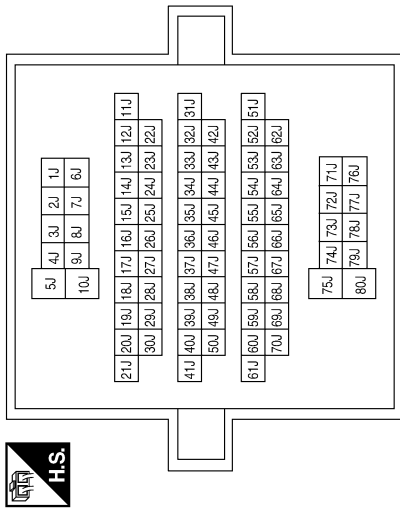 H.S.
5J 4J 3J 2J 1J
10J 9J 8J 7J 6J
21J 20J 19J 18J 17J 16J 15J 14J 13J 12J 11J
30J 29J 28J 27J 26J 25J 24J 23J 22J
41J 40J 39J 38J 37J 36J 35J 34J 33J 32J 31J
50J 49J 48J 47J 46J 45J 44J 43J 42J
61J 60J 59J 58J 57J 56J 55J 54J 53J 52J 51J
70J 69J 68J 67J 66J 65J 64J 63J 62J
75J 74J 73J 72J 71J
80J 79J 78J 77J 76J